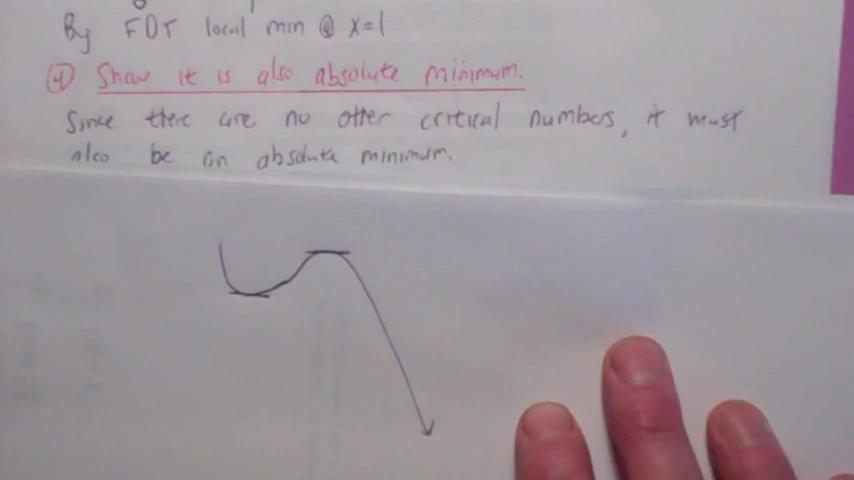 By FDT local min @ x=1
④ Show it is also absolute minimum.
Since there are no other critical numbers, it must
also be an absolute minimum.